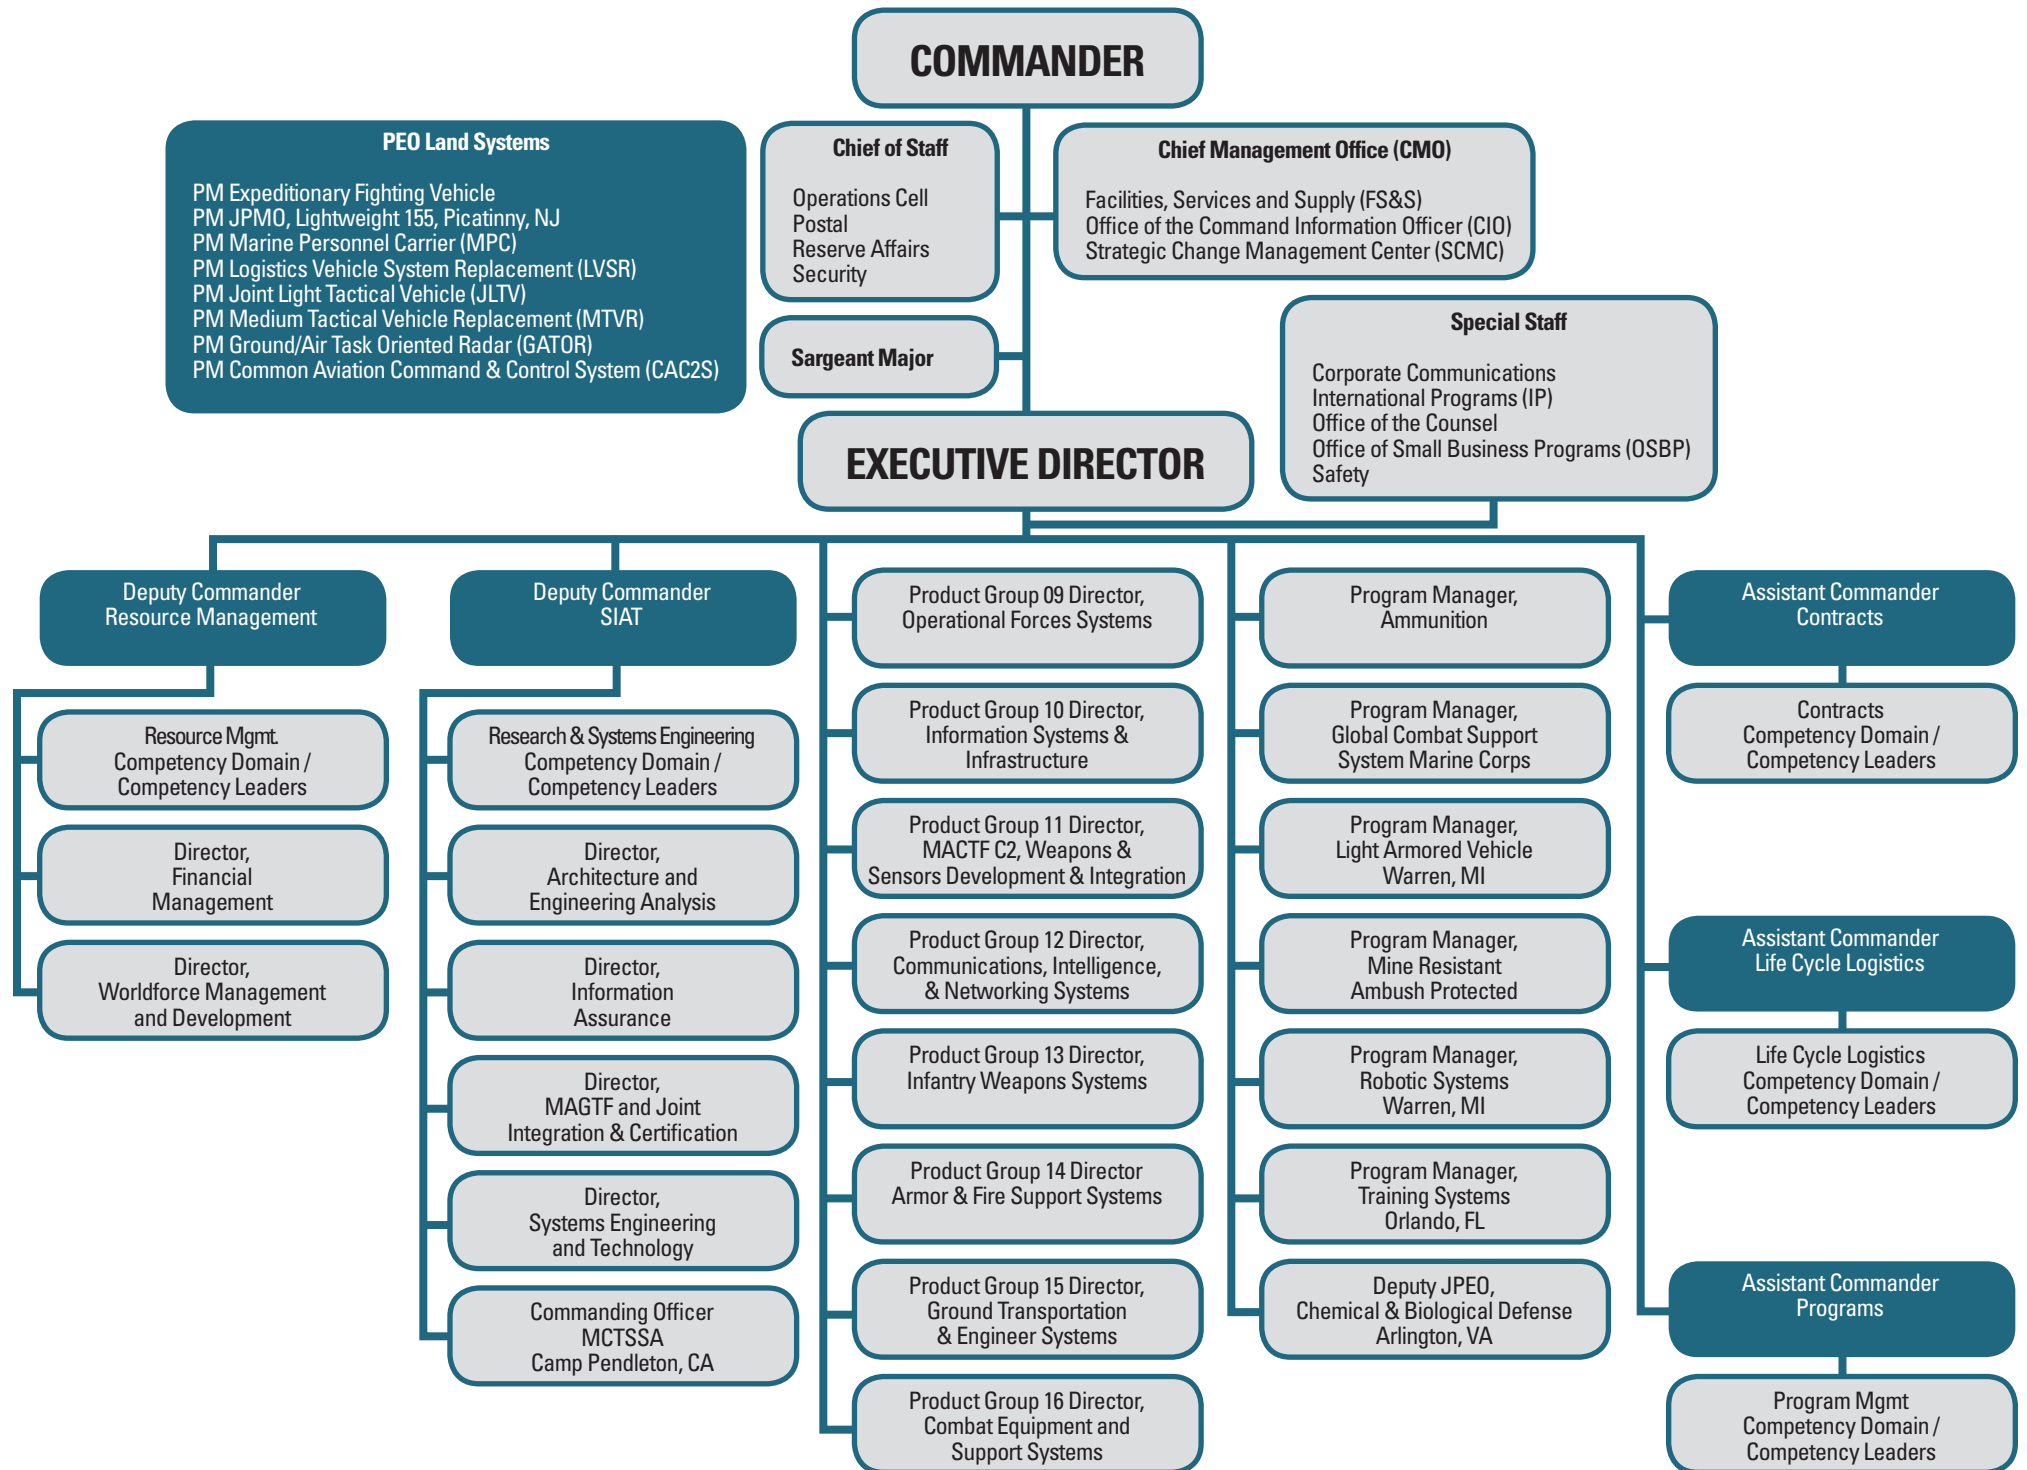 COMMANDER
PEO Land Systems
PM Expeditionary Fighting Vehicle
PM JPMO, Lightweight 155, Picatinny, NJ
PM Marine Personnel Carrier (MPC)
PM Logistics Vehicle System Replacement (LVSR)
PM Joint Light Tactical Vehicle (JLTV)
PM Medium Tactical Vehicle Replacement (MTVR)
PM Ground/Air Task Oriented Radar (GATOR)
PM Common Aviation Command & Control System (CAC2S)
Chief of Staff
Operations Cell
Postal
Reserve Affairs
Security
Chief Management Office (CMO)
Facilities, Services and Supply (FS&S)
Office of the Command Information Officer (CIO)
Strategic Change Management Center (SCMC)
Sargeant Major
Special Staff
Corporate Communications
International Programs (IP)
Office of the Counsel
Office of Small Business Programs (OSBP)
Safety
EXECUTIVE DIRECTOR
Deputy Commander
Resource Management
Resource Mgmt.
Competency Domain /
Competency Leaders
Director,
Financial
Management
Director,
Worldforce Management
and Development
Deputy Commander
SIAT
Research & Systems Engineering
Competency Domain /
Competency Leaders
Director,
Architecture and
Engineering Analysis
Director,
Information
Assurance
Director,
MAGTF and Joint
Integration & Certification
Director,
Systems Engineering
and Technology
Commanding Officer
MCTSSA
Camp Pendleton, CA
Product Group 09 Director,
Operational Forces Systems
Product Group 10 Director,
Information Systems &
Infrastructure
Product Group 11 Director,
MACTF C2, Weapons &
Sensors Development & Integration
Product Group 12 Director,
Communications, Intelligence,
& Networking Systems
Product Group 13 Director,
Infantry Weapons Systems
Product Group 14 Director
Armor & Fire Support Systems
Product Group 15 Director,
Ground Transportation
& Engineer Systems
Product Group 16 Director,
Combat Equipment and
Support Systems
Program Manager,
Ammunition
Program Manager,
Global Combat Support
System Marine Corps
Program Manager,
Light Armored Vehicle
Warren, MI
Program Manager,
Mine Resistant
Ambush Protected
Program Manager,
Robotic Systems
Warren, MI
Program Manager,
Training Systems
Orlando, FL
Deputy JPEO,
Chemical & Biological Defense
Arlington, VA
Assistant Commander
Contracts
Contracts
Competency Domain /
Competency Leaders
Assistant Commander
Life Cycle Logistics
Life Cycle Logistics
Competency Domain /
Competency Leaders
Assistant Commander
Programs
Program Mgmt
Competency Domain /
Competency Leaders